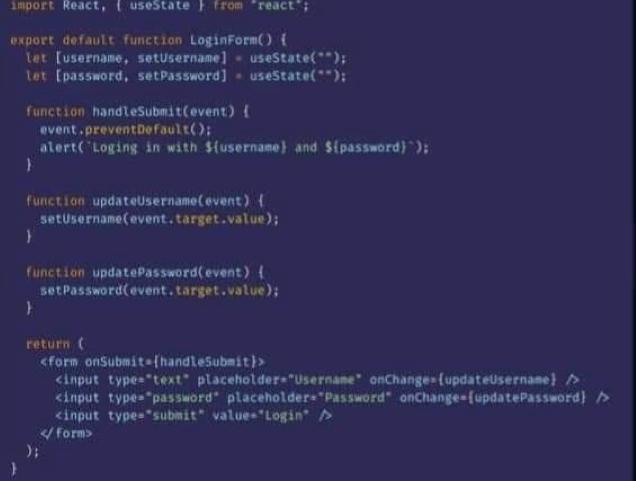 import React, { useState } from "react";
export default function LoginForm() {
let [username, setUsername] = useState("");
let [password, setPassword] = useState("");
function handleSubmit(event) {
event.preventDefault();
alert(`Loging in with ${username} and ${password}`);
}
function updateUsername(event) {
setUsername(event.target.value);
}
function updatePassword(event) {
setPassword(event.target.value);
}
return (
<form onSubmit={handleSubmit}>
<input type="text" placeholder="Username" onChange={updateUsername} />
<input type="password" placeholder="Password" onChange={updatePassword} />
<input type="submit" value="Login" />
</form>
);
}